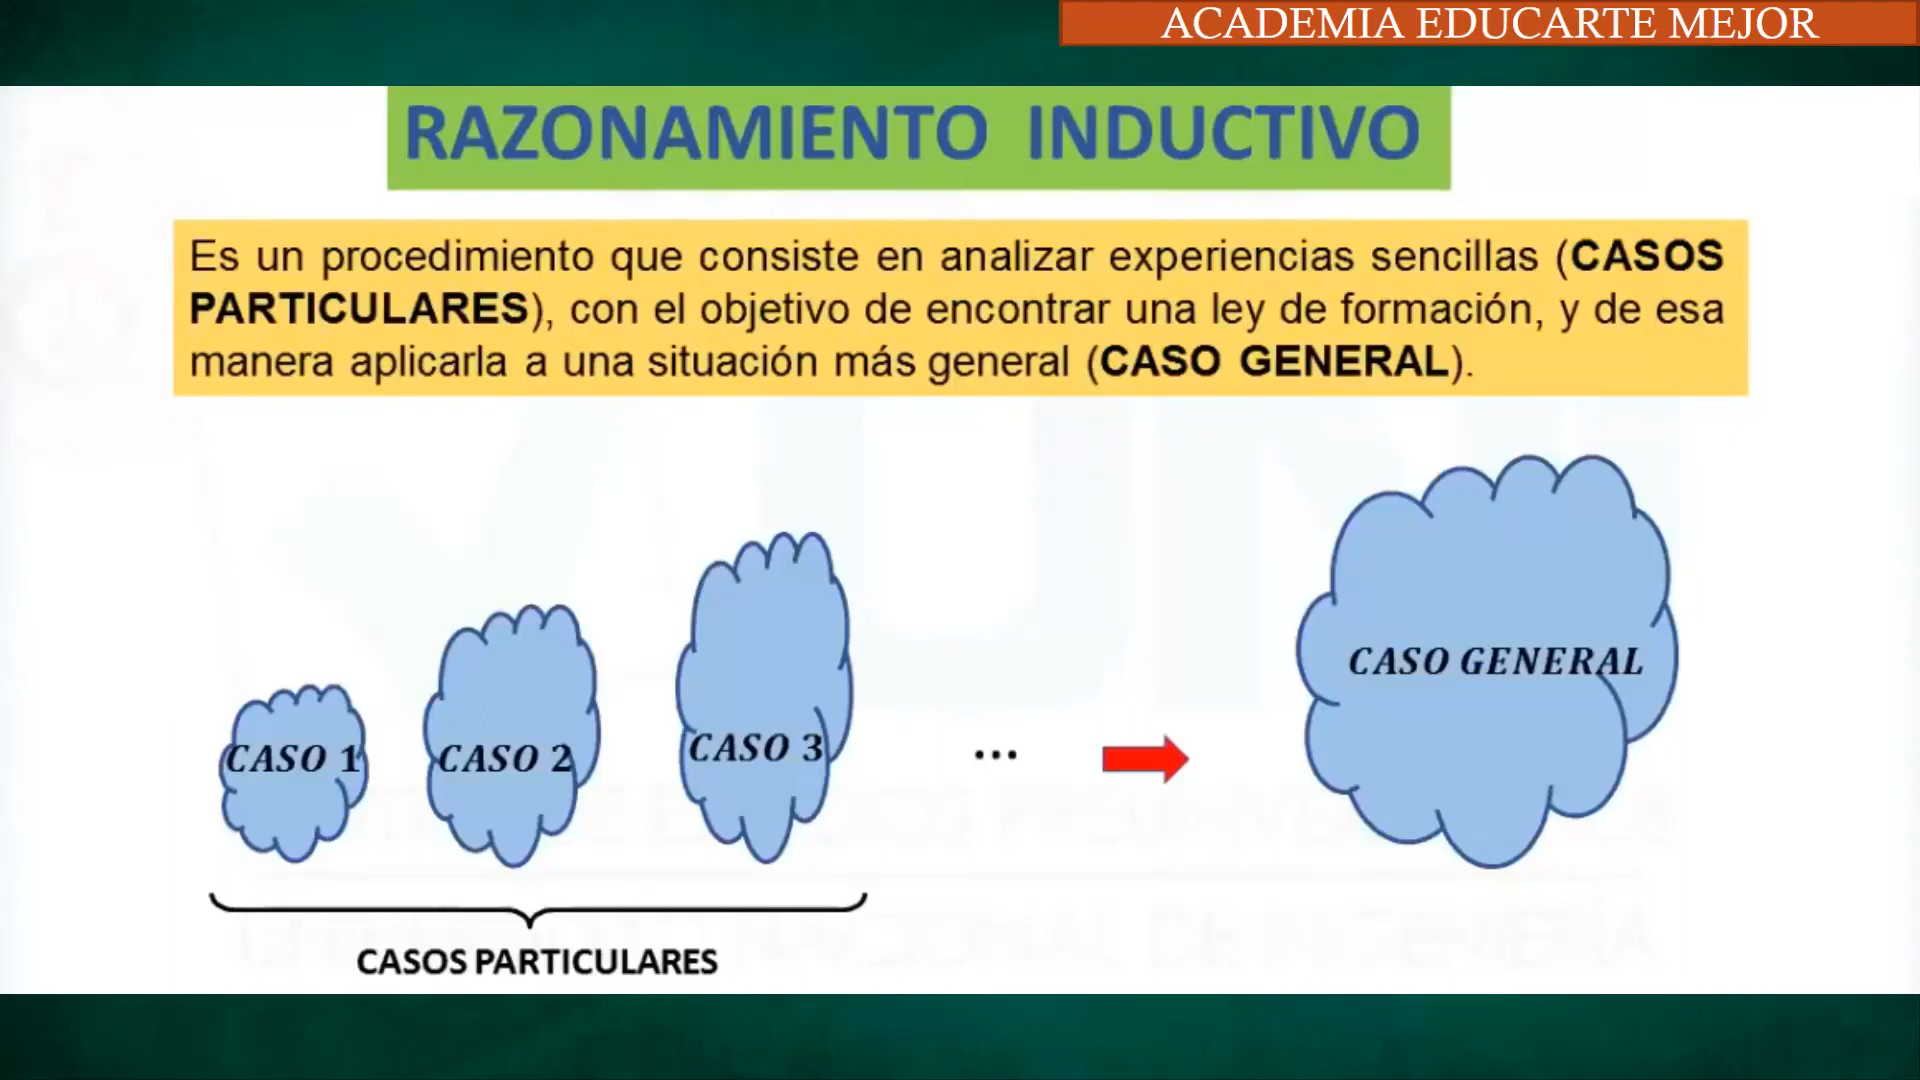 ACADEMIA EDUCARTE MEJOR
RAZONAMIENTO INDUCTIVO
Es un procedimiento que consiste en analizar experiencias sencillas (CASOS
PARTICULARES), con el objetivo de encontrar una ley de formación, y de esa
manera aplicarla a una situación más general (CASO GENERAL).
CASO 1
CASO 2
CASO 3
...
CASO GENERAL
CASOS PARTICULARES